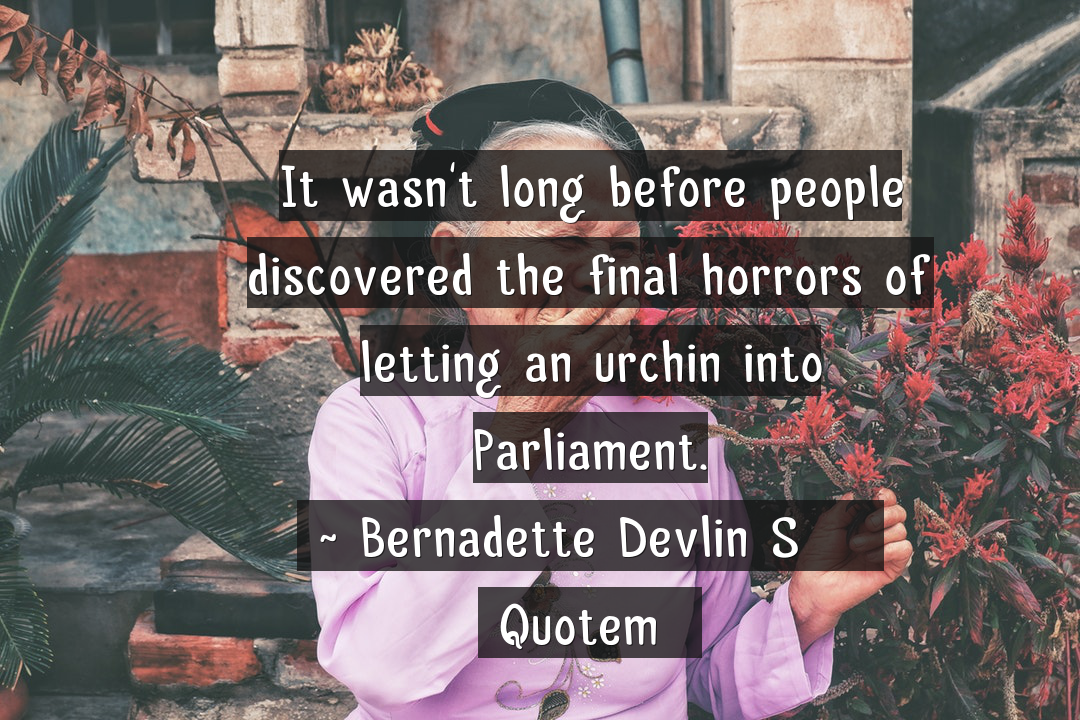 It wasn't long before people
discovered the final horrors of
letting an urchin into
Parliament.
~ Bernadette Devlin S
Quotem